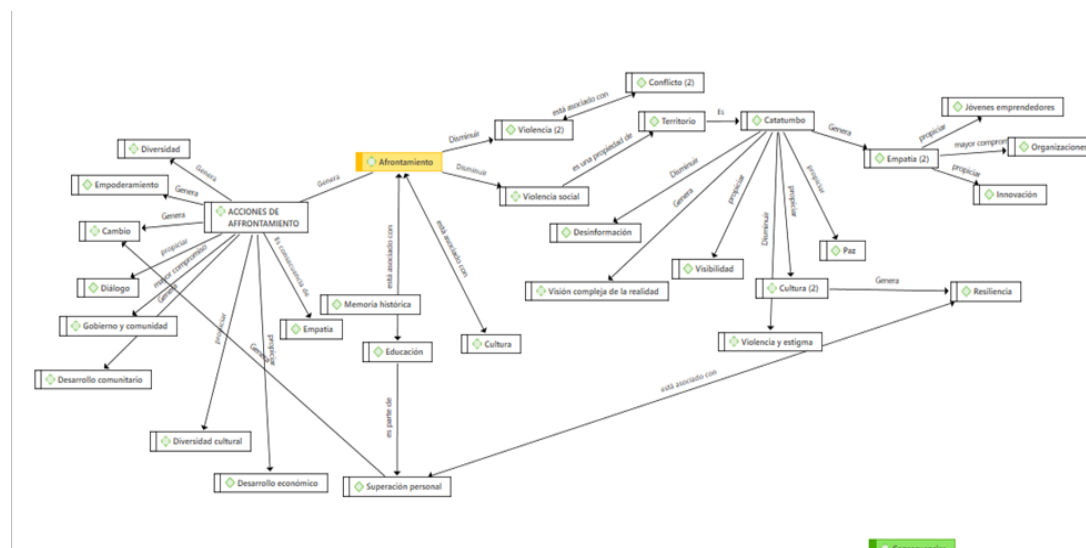 Conflicto (2)
está asociado con
Jóvenes emprendedores
Violencia (2)
Territorio
Es
Catatumbo
Genera
propiciar
Disminuir
Diversidad
Afrontamiento
Empatía (2)
mayor comprom
Organizaciones
Genera
Disminuir
es una propiedad de
Empoderamiento
Genera
Genera
Violencia social
propiciar
Innovación
ACCIONES DE
AFFRONTAMIENTO
Genera
Cambio
Disminuir
Genera
propiciar
Disminuir
propiciar
propiciar
Desinformación
propiciar
mayor compromiso
Genera
Es consecuencia de
está asociado con
está asociado con
Paz
Visibilidad
Diálogo
Visión compleja de la realidad
Cultura (2)
Genera
Resiliencia
Memoria histórica
Gobierno y comunidad
Empatía
propiciar
propiciar
Cultura
Violencia y estigma
Educación
Genera
Desarrollo comunitario
está asociado con
es parte de
Diversidad cultural
Desarrollo económico
Superación personal